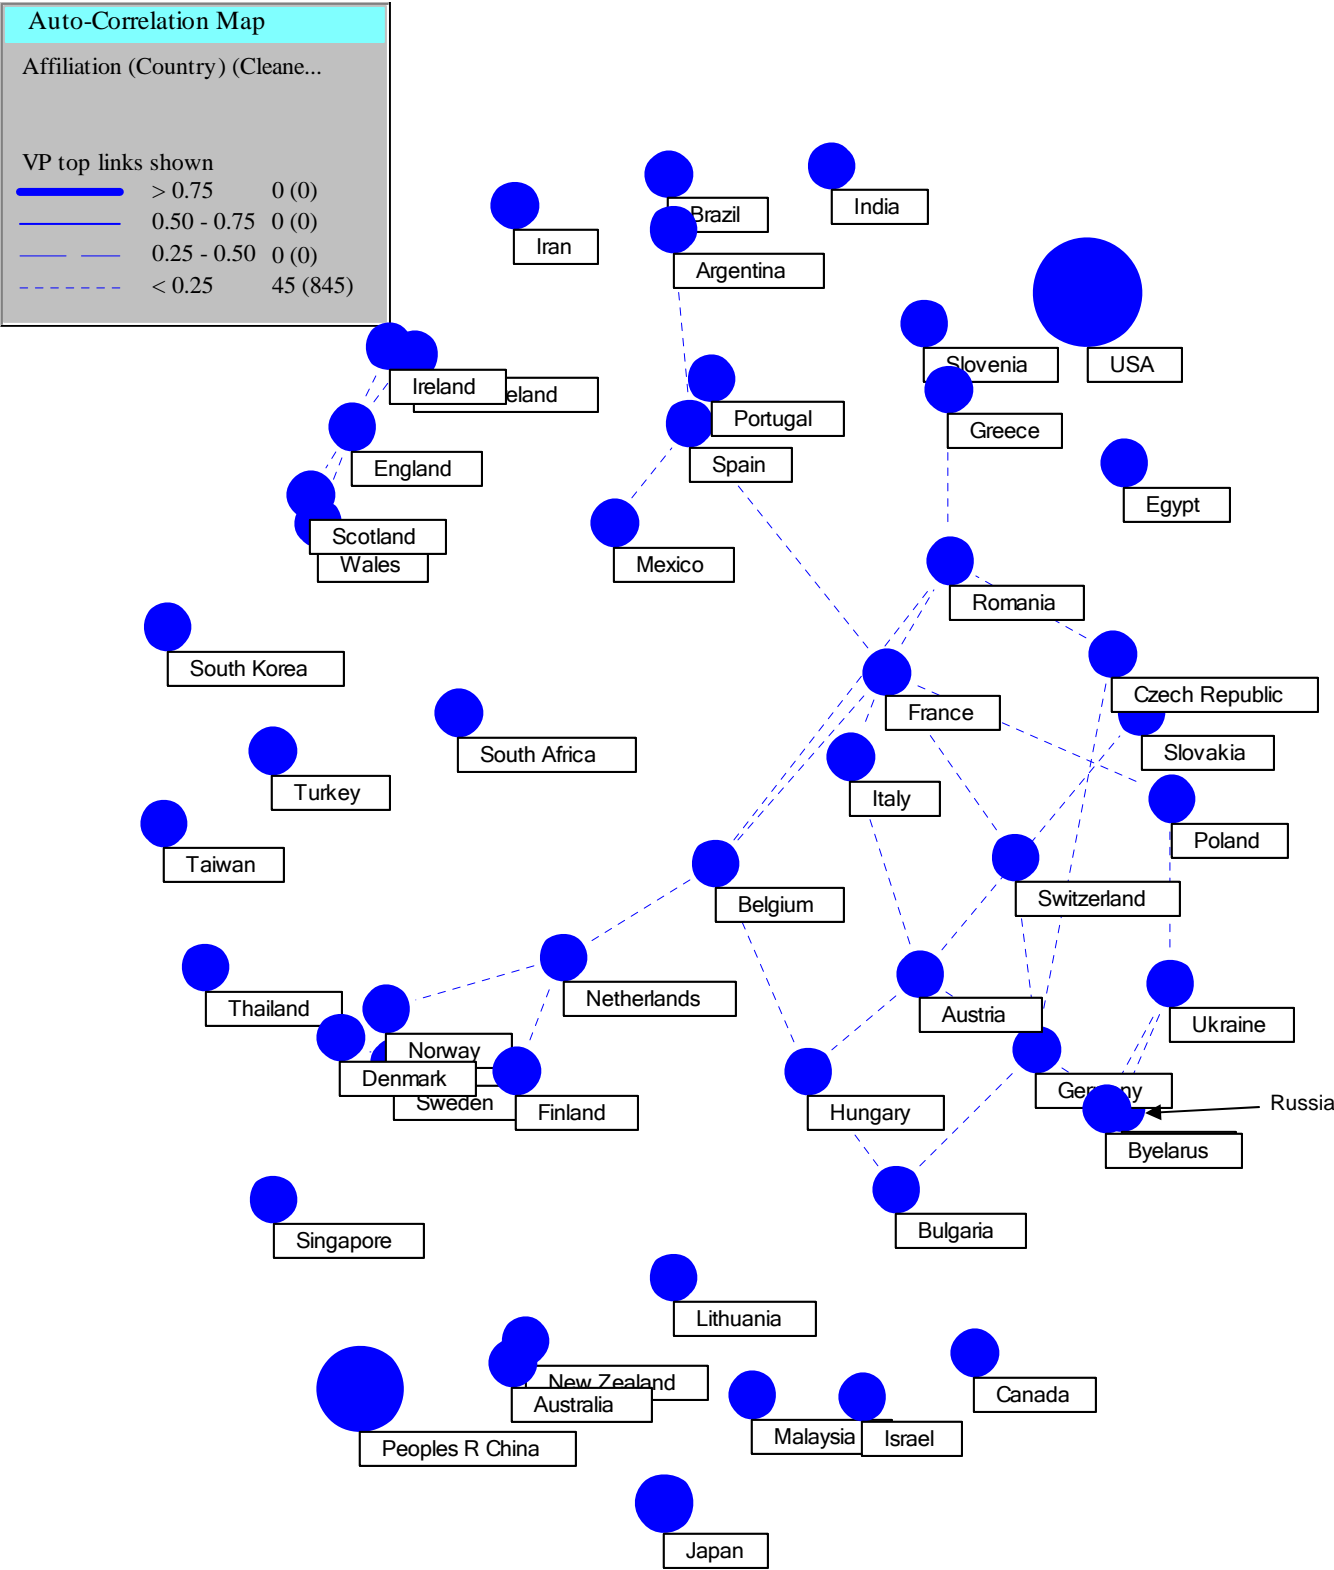 Auto-Correlation Map
Affiliation (Country) (Cleane...
VP top links shown
> 0.75 0 (0)
0.50 - 0.75 0 (0)
0.25 - 0.50 0 (0)
< 0.25 45 (845)
Brazil
India
Iran
Argentina
Slovenia
USA
Ireland
eland
Portugal
Greece
England
Spain
Egypt
Scotland
Wales
Mexico
Romania
South Korea
Czech Republic
France
South Africa
Slovakia
Turkey
Italy
Poland
Taiwan
Belgium
Switzerland
Netherlands
Thailand
Austria
Ukraine
Norway
Denmark
Sweden
Finland
Hungary
Ge ny
Russia
Byelarus
Bulgaria
Singapore
Lithuania
New Zealand
Australia
Canada
Peoples R China
Malaysia
Israel
Japan